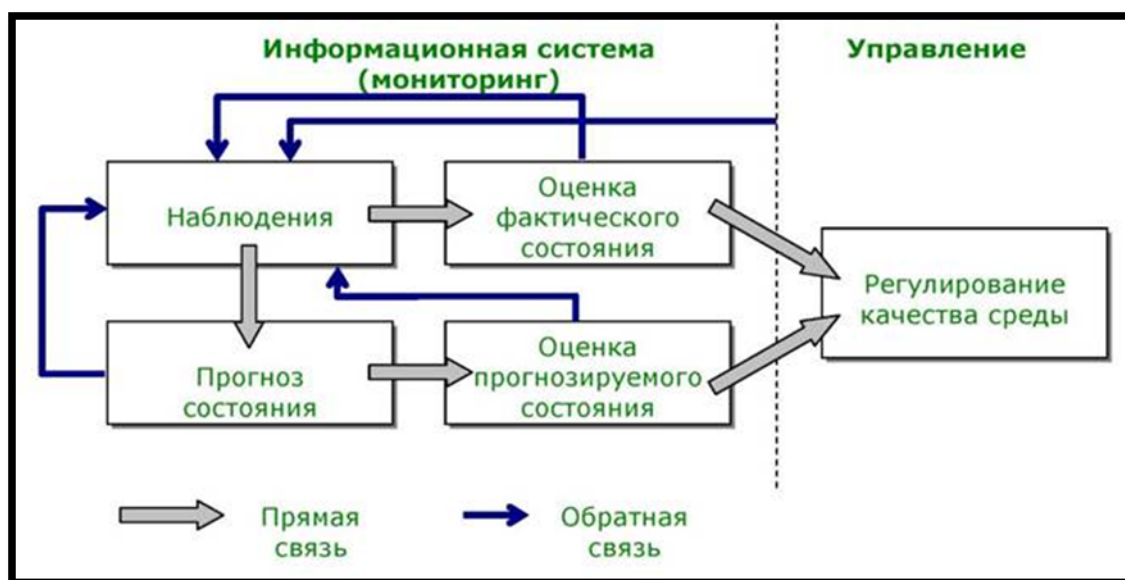 Информационная система
(мониторинг)
Управление
Наблюдения
Оценка
фактического
состояния
Регулирование
качества среды
Прогноз
состояния
Оценка
прогнозируемого
состояния
Прямая
связь
Обратная
связь